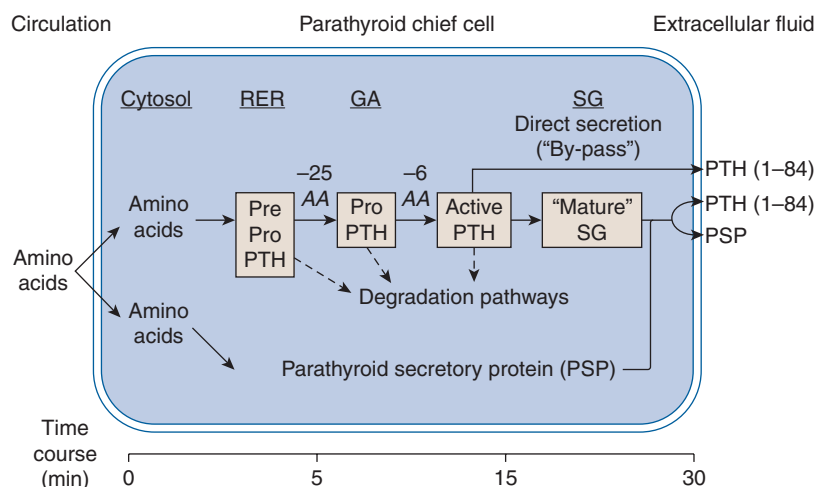 Circulation
Parathyroid chief cell
Extracellular fluid
Cytosol
RER
GA
SG
Direct secretion
("By-pass")
PTH (1–84)
–25
AA
–6
AA
Amino
acids
Pre
Pro
PTH
Pro
PTH
Active
PTH
"Mature"
SG
PTH (1–84)
PSP
Amino
acids
Degradation pathways
Amino
acids
Parathyroid secretory protein (PSP)
Time
course
(min)
0
5
15
30